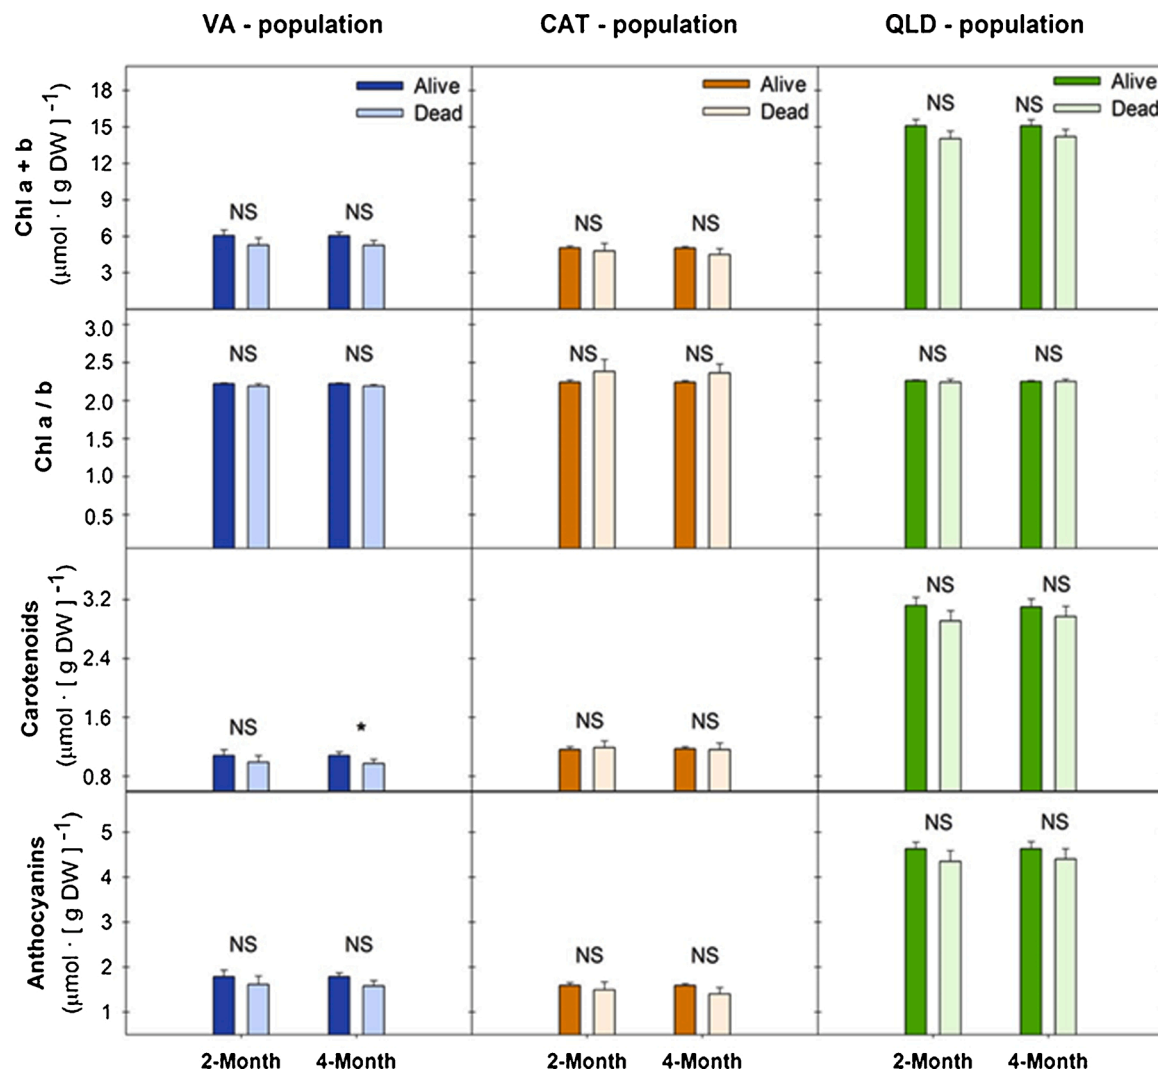 VA - population CAT - population QLD - population
Alive
Dead
Alive
Dead
Alive
Dead
Chl a + b
(μmol · [ g DW ] -1)
18
15
12
9
6
3
NS NS NS NS NS NS
Chl a / b
3.0
2.5
2.0
1.5
1.0
0.5
NS NS NS NS NS NS
Carotenoids
(μmol · [ g DW ] -1)
3.2
2.4
1.6
0.8
NS * NS NS NS NS
Anthocyanins
(μmol · [ g DW ] -1)
5
4
3
2
1
NS NS NS NS NS NS
2-Month 4-Month 2-Month 4-Month 2-Month 4-Month